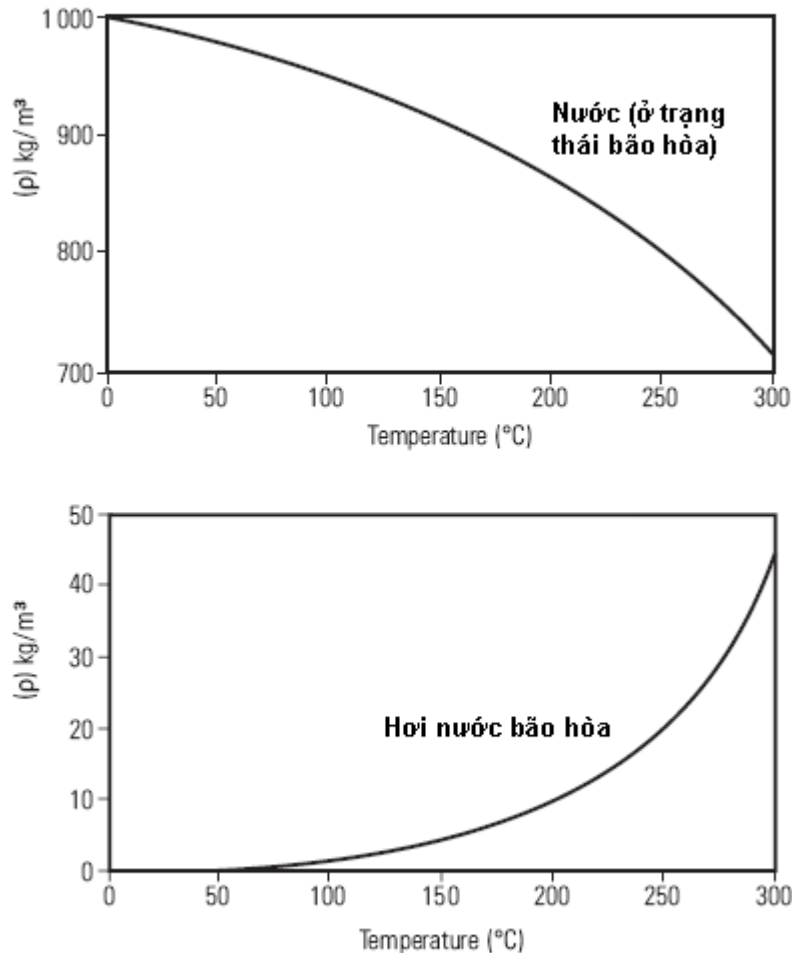 1 000
900
800
700
(ρ) kg/m³
Nước (ở trạng
thái bão hòa)
0 50 100 150 200 250 300
Temperature (°C)
50
40
30
20
10
0
(ρ) kg/m³
Hơi nước bão hòa
0 50 100 150 200 250 300
Temperature (°C)